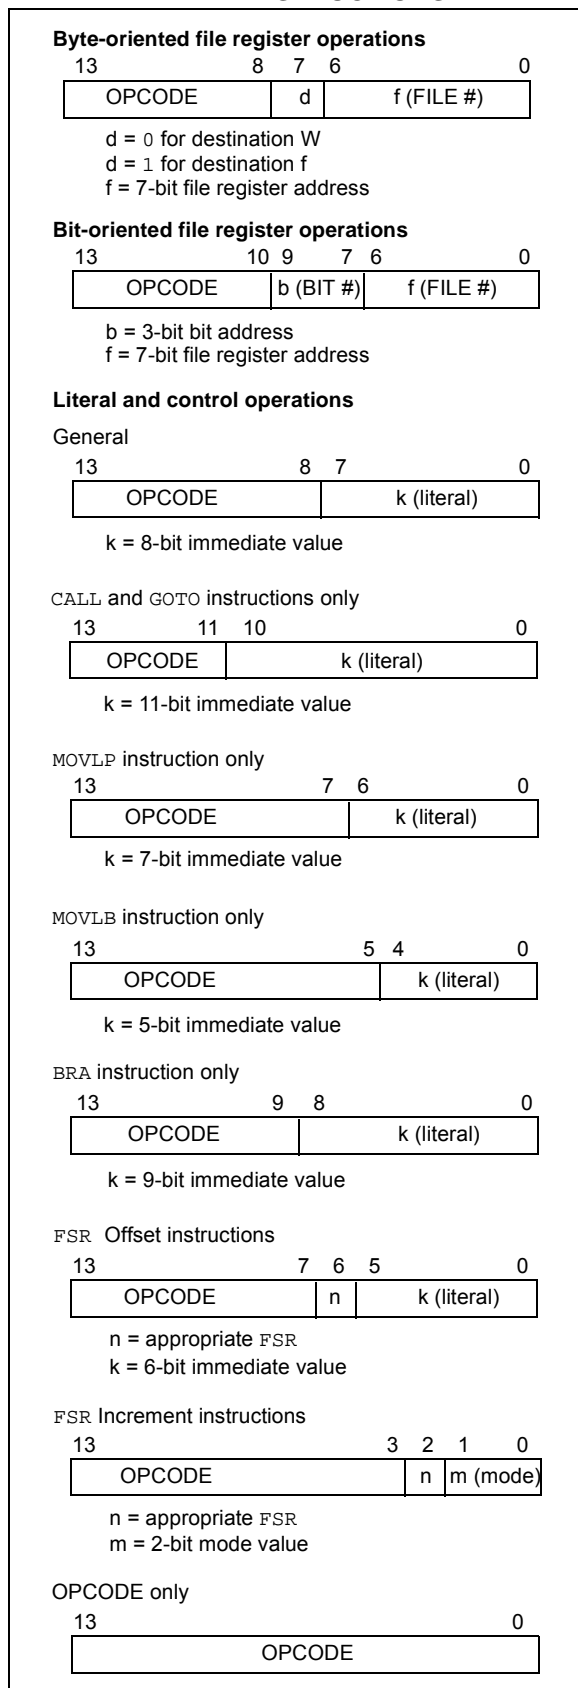 Byte-oriented file register operations
13 8 7 6 0
OPCODE d f (FILE #)
d = 0 for destination W
d = 1 for destination f
f = 7-bit file register address
Bit-oriented file register operations
13 10 9 7 6 0
OPCODE b (BIT #) f (FILE #)
b = 3-bit bit address
f = 7-bit file register address
Literal and control operations
General
13 8 7 0
OPCODE k (literal)
k = 8-bit immediate value
CALL and GOTO instructions only
13 11 10 0
OPCODE k (literal)
k = 11-bit immediate value
MOVLP instruction only
13 7 6 0
OPCODE k (literal)
k = 7-bit immediate value
MOVLB instruction only
13 5 4 0
OPCODE k (literal)
k = 5-bit immediate value
BRA instruction only
13 9 8 0
OPCODE k (literal)
k = 9-bit immediate value
FSR Offset instructions
13 7 6 5 0
OPCODE n k (literal)
n = appropriate FSR
k = 6-bit immediate value
FSR Increment instructions
13 3 2 1 0
OPCODE n m (mode)
n = appropriate FSR
m = 2-bit mode value
OPCODE only
13 0
OPCODE